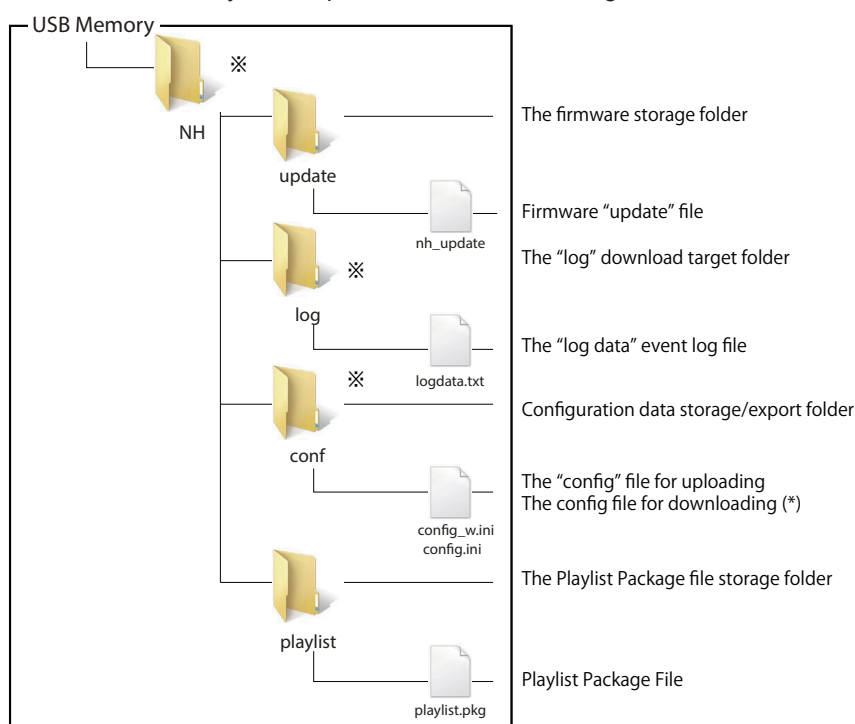 USB Memory
※
NH
The firmware storage folder
update
Firmware “update” file
nh_update
The “log” download target folder
※
log
The “log data” event log file
logdata.txt
※
Configuration data storage/export folder
conf
The “config” file for uploading
The config file for downloading (*)
config_w.ini
config.ini
The Playlist Package file storage folder
playlist
Playlist Package File
playlist.pkg